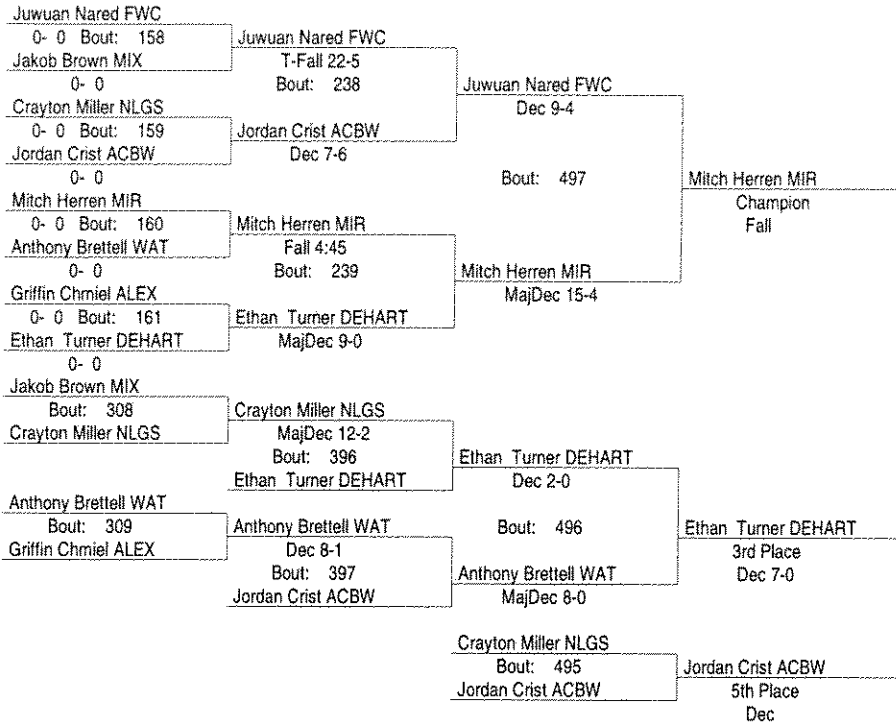 Juwuan Nared FWC
0- 0 Bout: 158
Jakob Brown MIX
0- 0
Crayton Miller NLGS
0- 0 Bout: 159
Jordan Crist ACBW
0- 0
Mitch Herren MIR
0- 0 Bout: 160
Anthony Brettell WAT
0- 0
Griffin Chmiel ALEX
0- 0 Bout: 161
Ethan Turner DEHART
0- 0
Juwuan Nared FWC
T-Fall 22-5
Bout: 238
Jordan Crist ACBW
Dec 7-6
Mitch Herren MIR
Fall 4:45
Bout: 239
Ethan Turner DEHART
MajDec 9-0
Juwuan Nared FWC
Dec 9-4
Bout: 497
Mitch Herren MIR
MajDec 15-4
Mitch Herren MIR
Champion
Fall
Jakob Brown MIX
Bout: 308
Crayton Miller NLGS
Anthony Brettell WAT
Bout: 309
Griffin Chmiel ALEX
Crayton Miller NLGS
MajDec 12-2
Bout: 396
Ethan Turner DEHART
Anthony Brettell WAT
Dec 8-1
Bout: 397
Jordan Crist ACBW
Ethan Turner DEHART
Dec 2-0
Bout: 496
Anthony Brettell WAT
MajDec 8-0
Ethan Turner DEHART
3rd Place
Dec 7-0
Crayton Miller NLGS
Bout: 495
Jordan Crist ACBW
Jordan Crist ACBW
5th Place
Dec